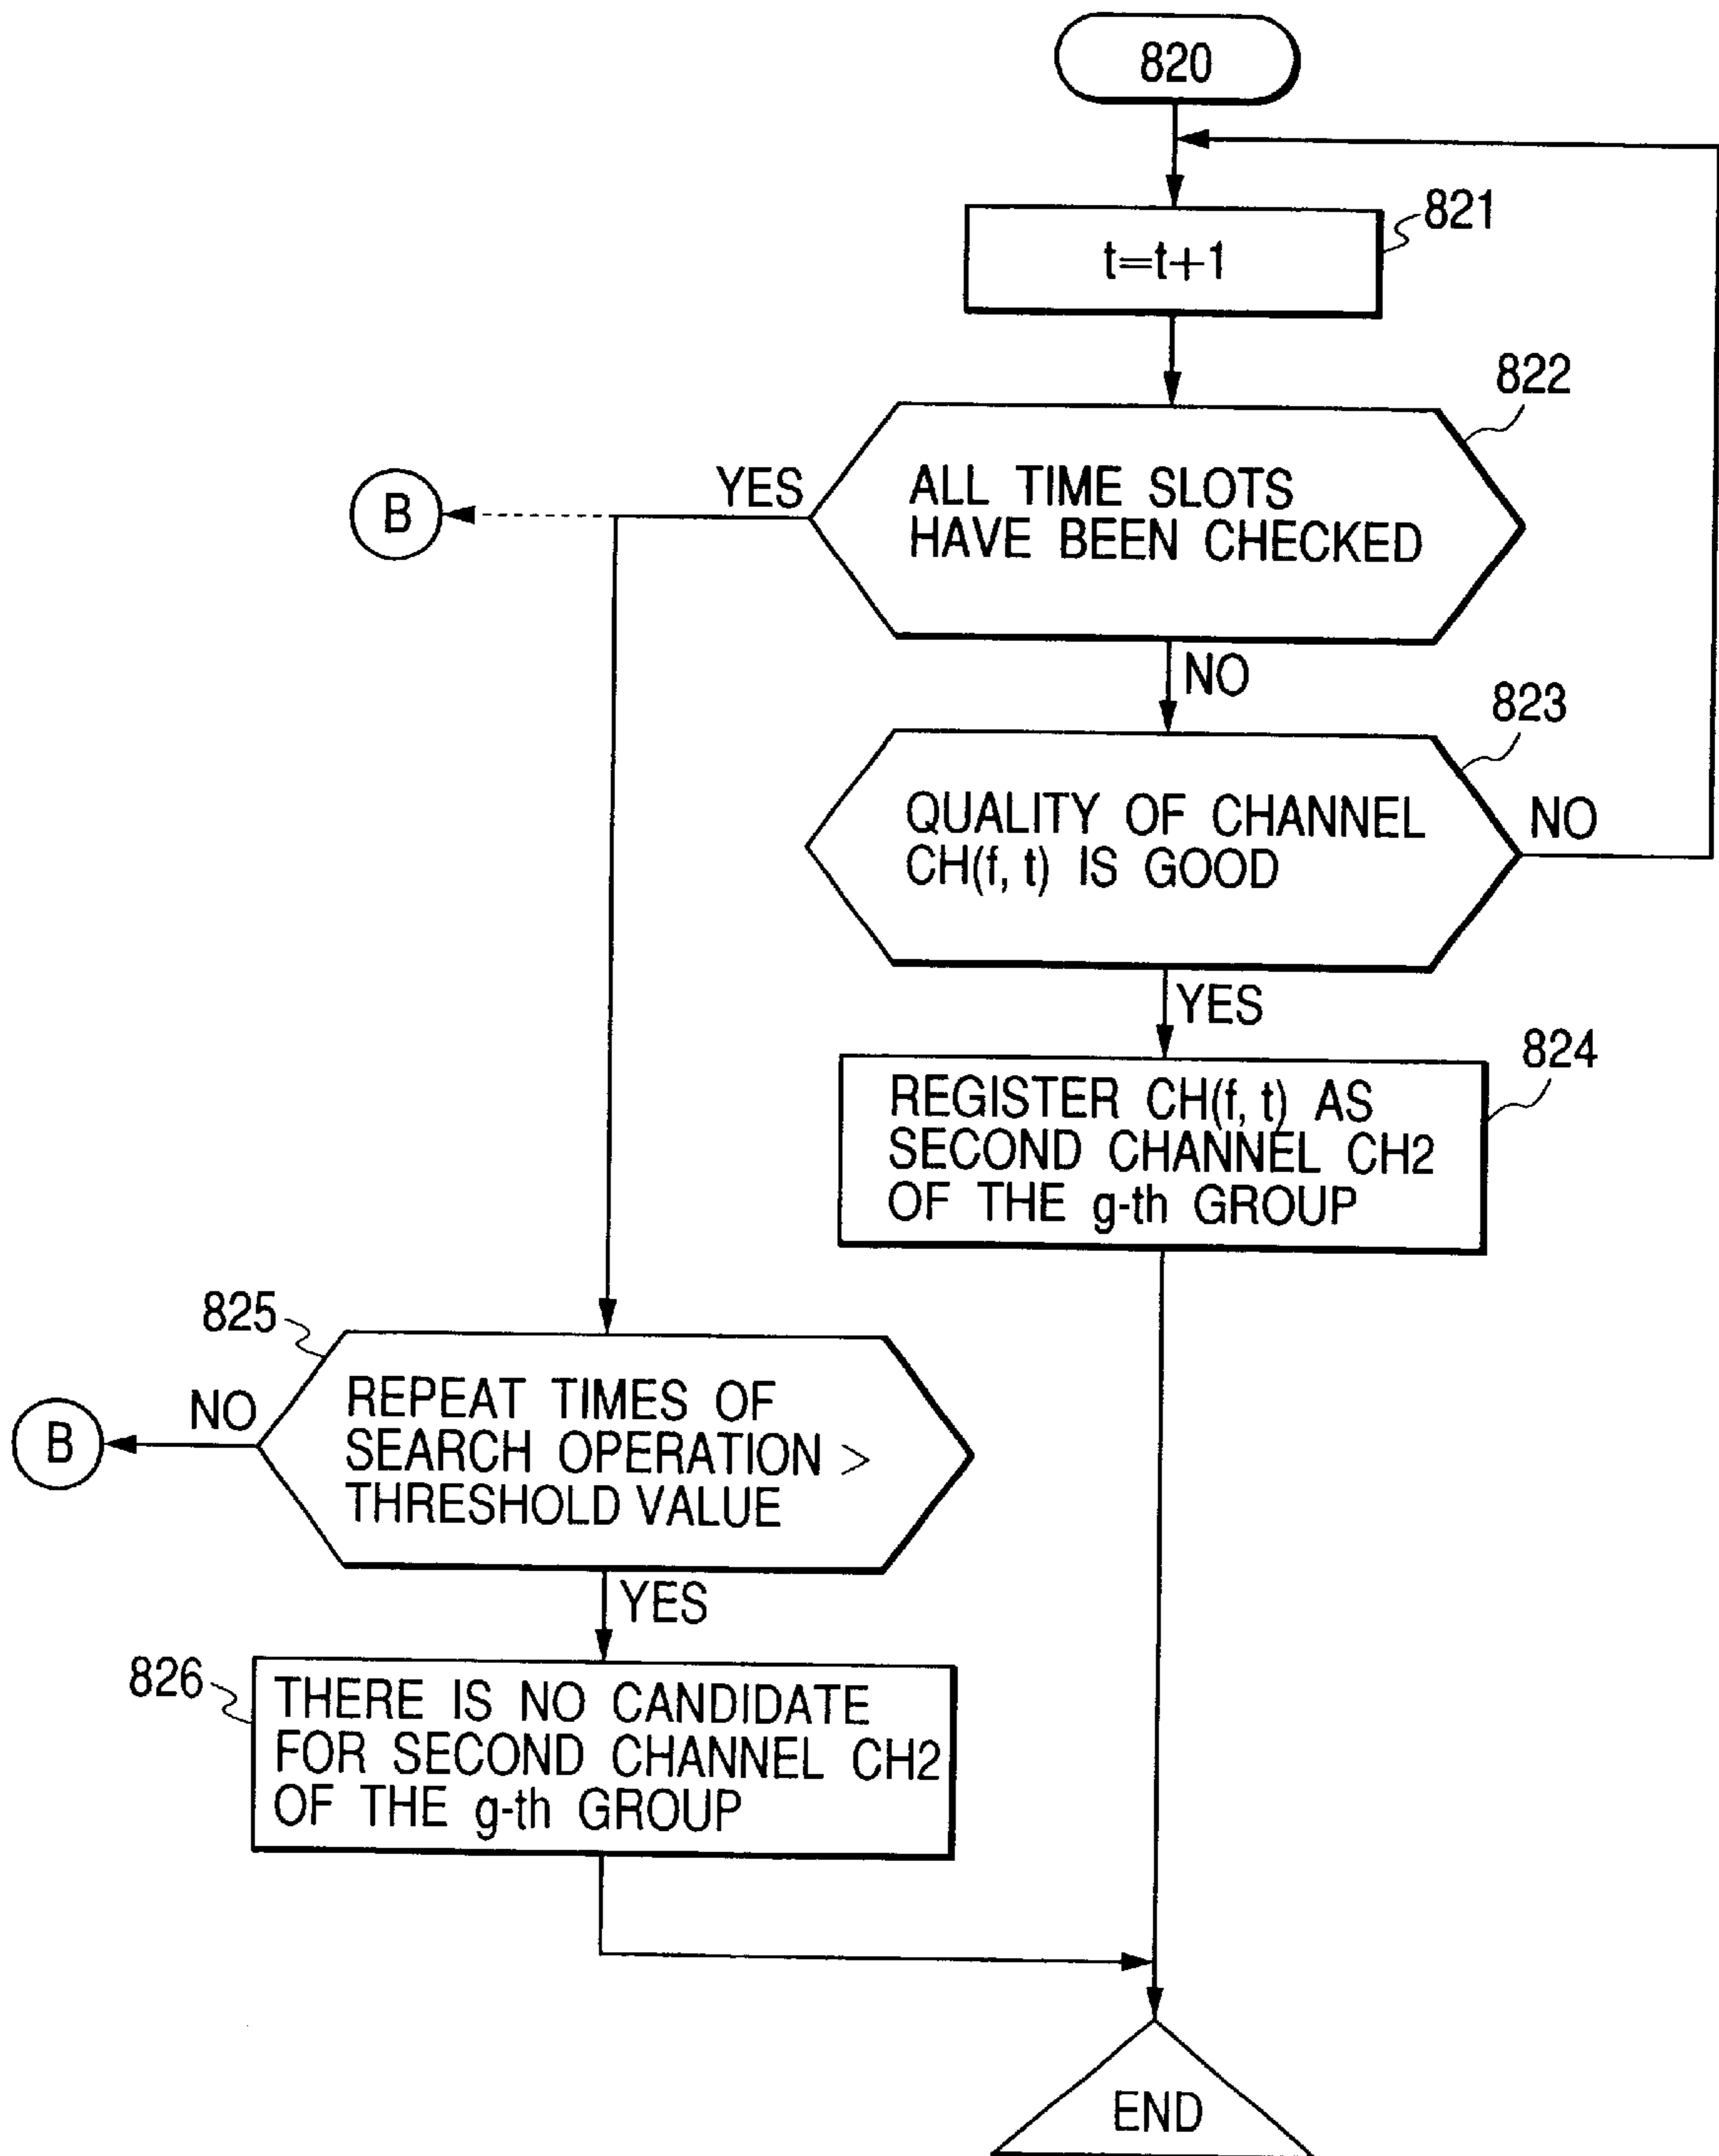 820
821
t=t+1
822
YES
ALL TIME SLOTS
HAVE BEEN CHECKED
B
NO
823
QUALITY OF CHANNEL
CH(f, t) IS GOOD
NO
YES
824
REGISTER CH(f, t) AS
SECOND CHANNEL CH2
OF THE g-th GROUP
825
REPEAT TIMES OF
SEARCH OPERATION >
THRESHOLD VALUE
NO
B
YES
826
THERE IS NO CANDIDATE
FOR SECOND CHANNEL CH2
OF THE g-th GROUP
END